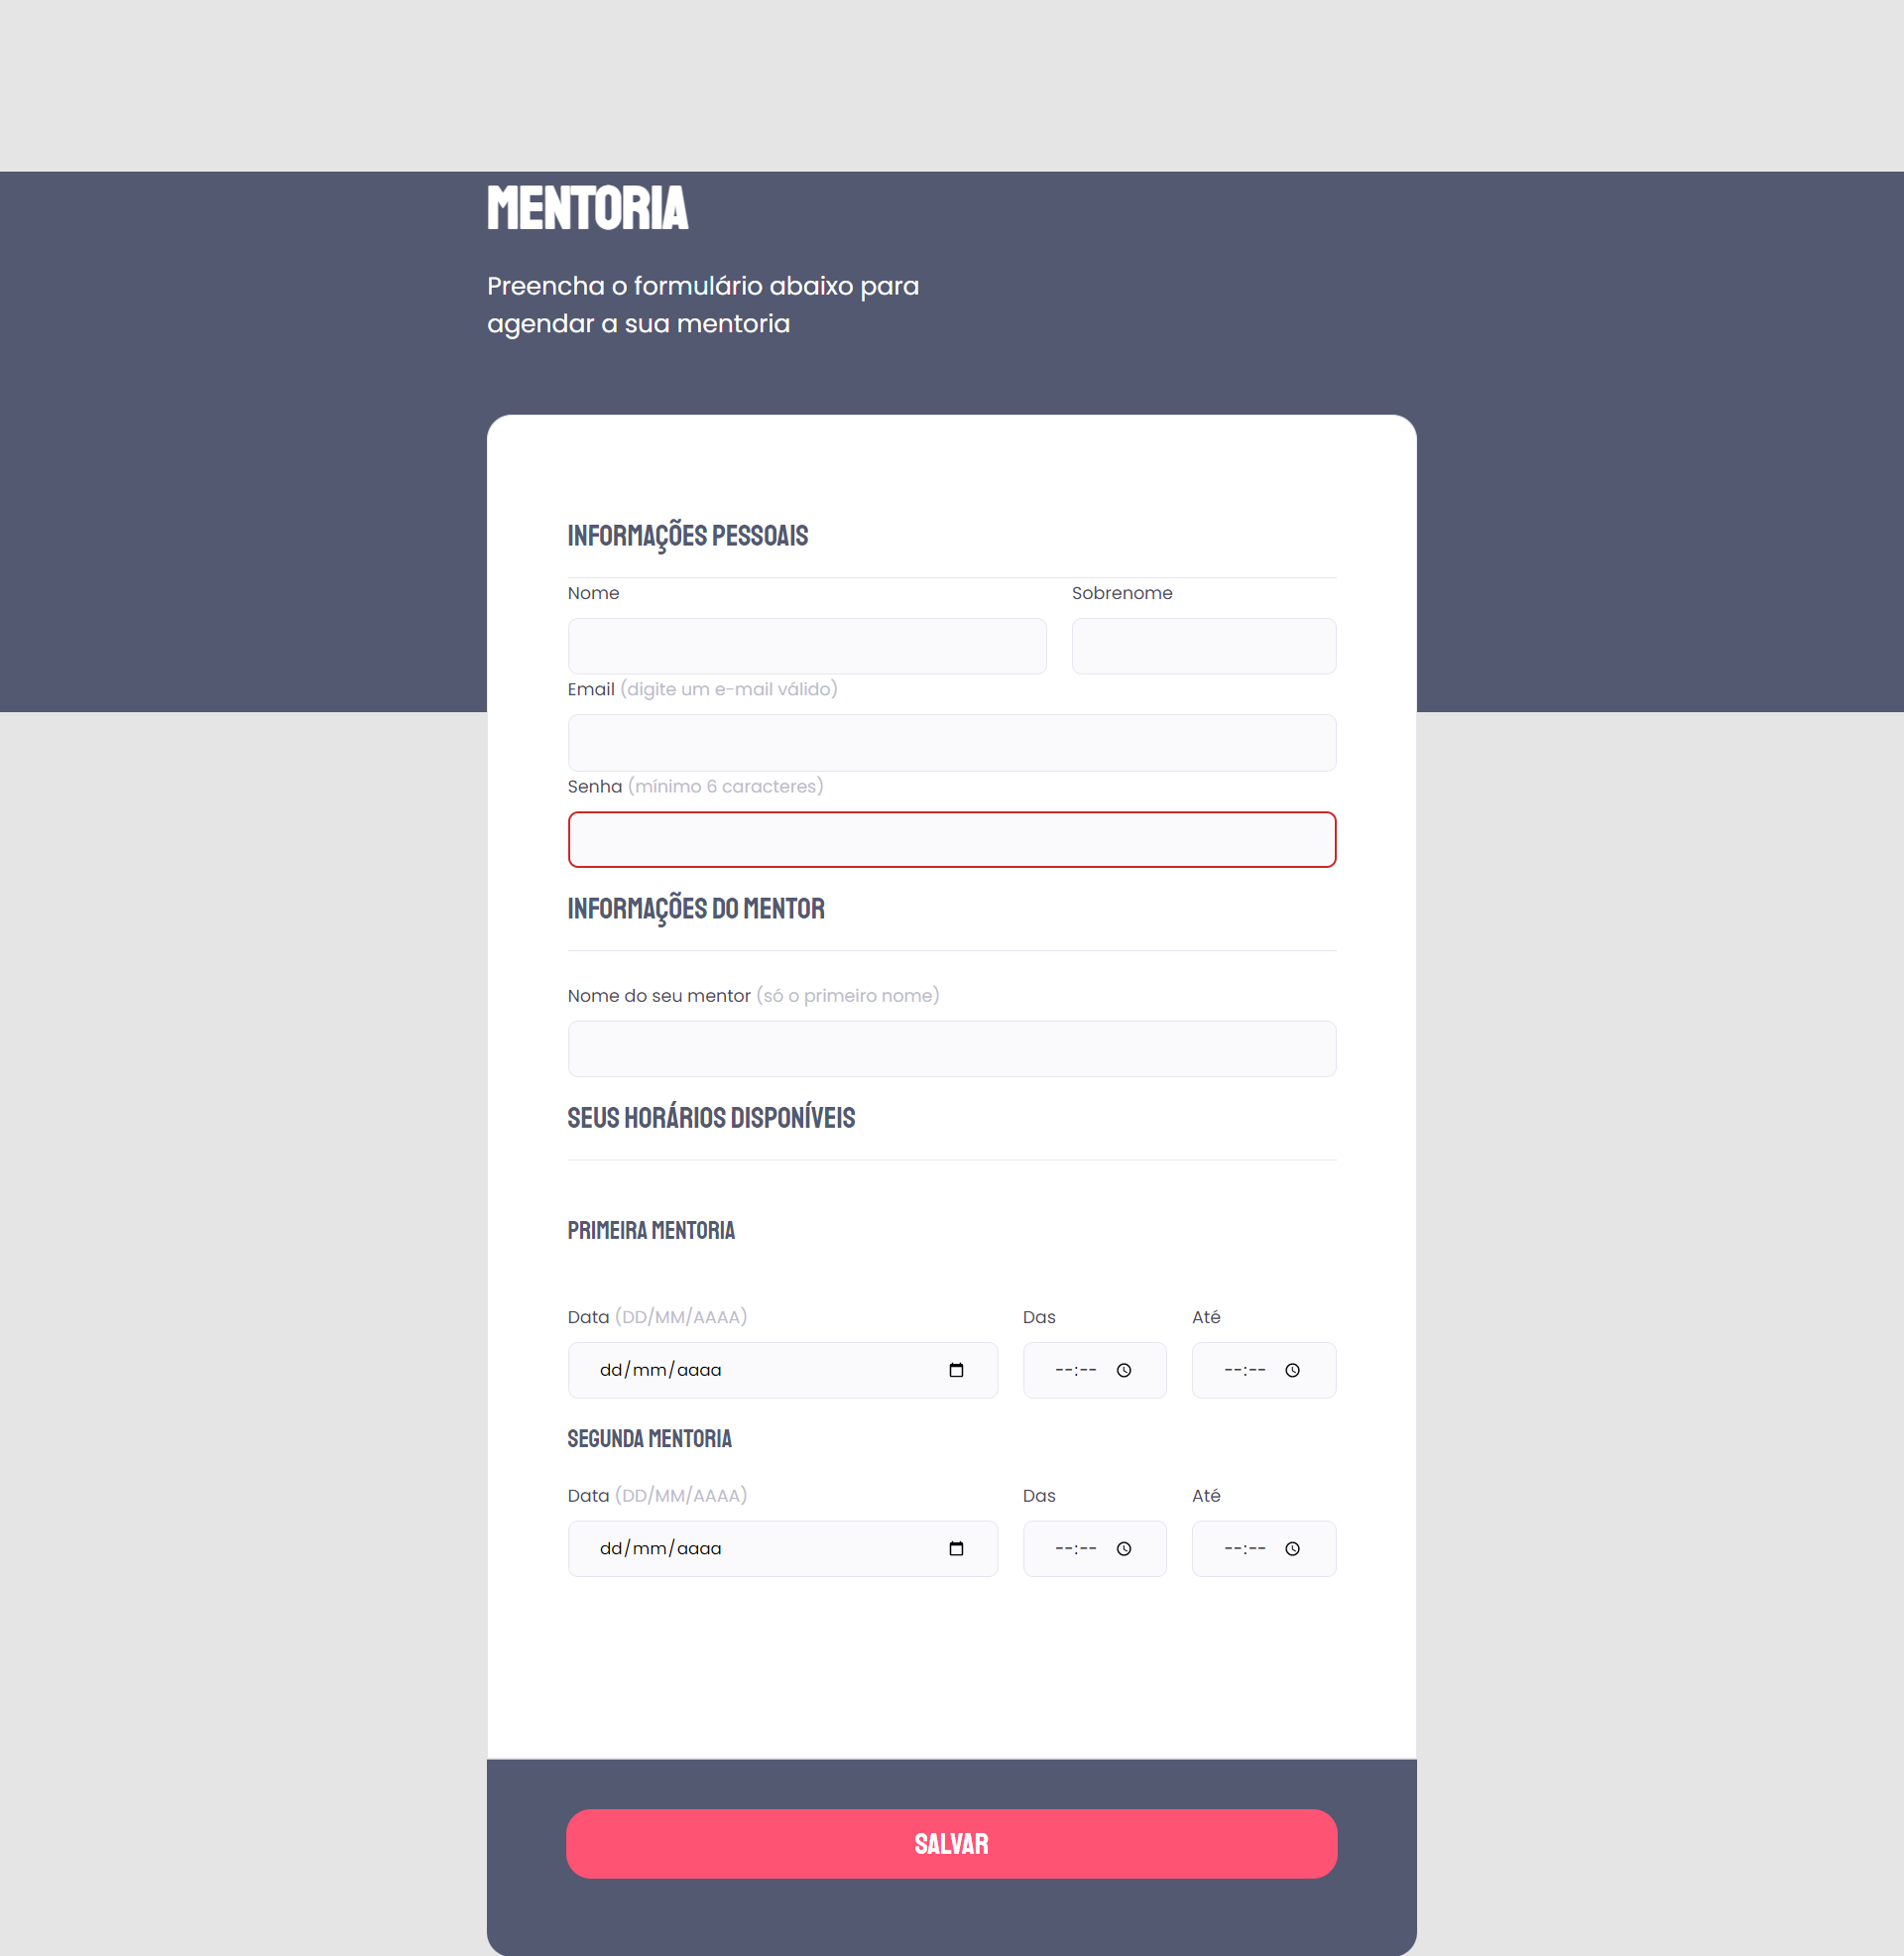 MENTORIA
Preencha o formulário abaixo para
agendar a sua mentoria
INFORMAÇÕES PESSOAIS
Nome Sobrenome
Email (digite um e-mail válido)
Senha (mínimo 6 caracteres)
INFORMAÇÕES DO MENTOR
Nome do seu mentor (só o primeiro nome)
SEUS HORÁRIOS DISPONÍVEIS
PRIMEIRA MENTORIA
Data (DD/MM/AAAA) Das Até
dd/mm/aaaa --:-- --:--
SEGUNDA MENTORIA
Data (DD/MM/AAAA) Das Até
dd/mm/aaaa --:-- --:--
SALVAR